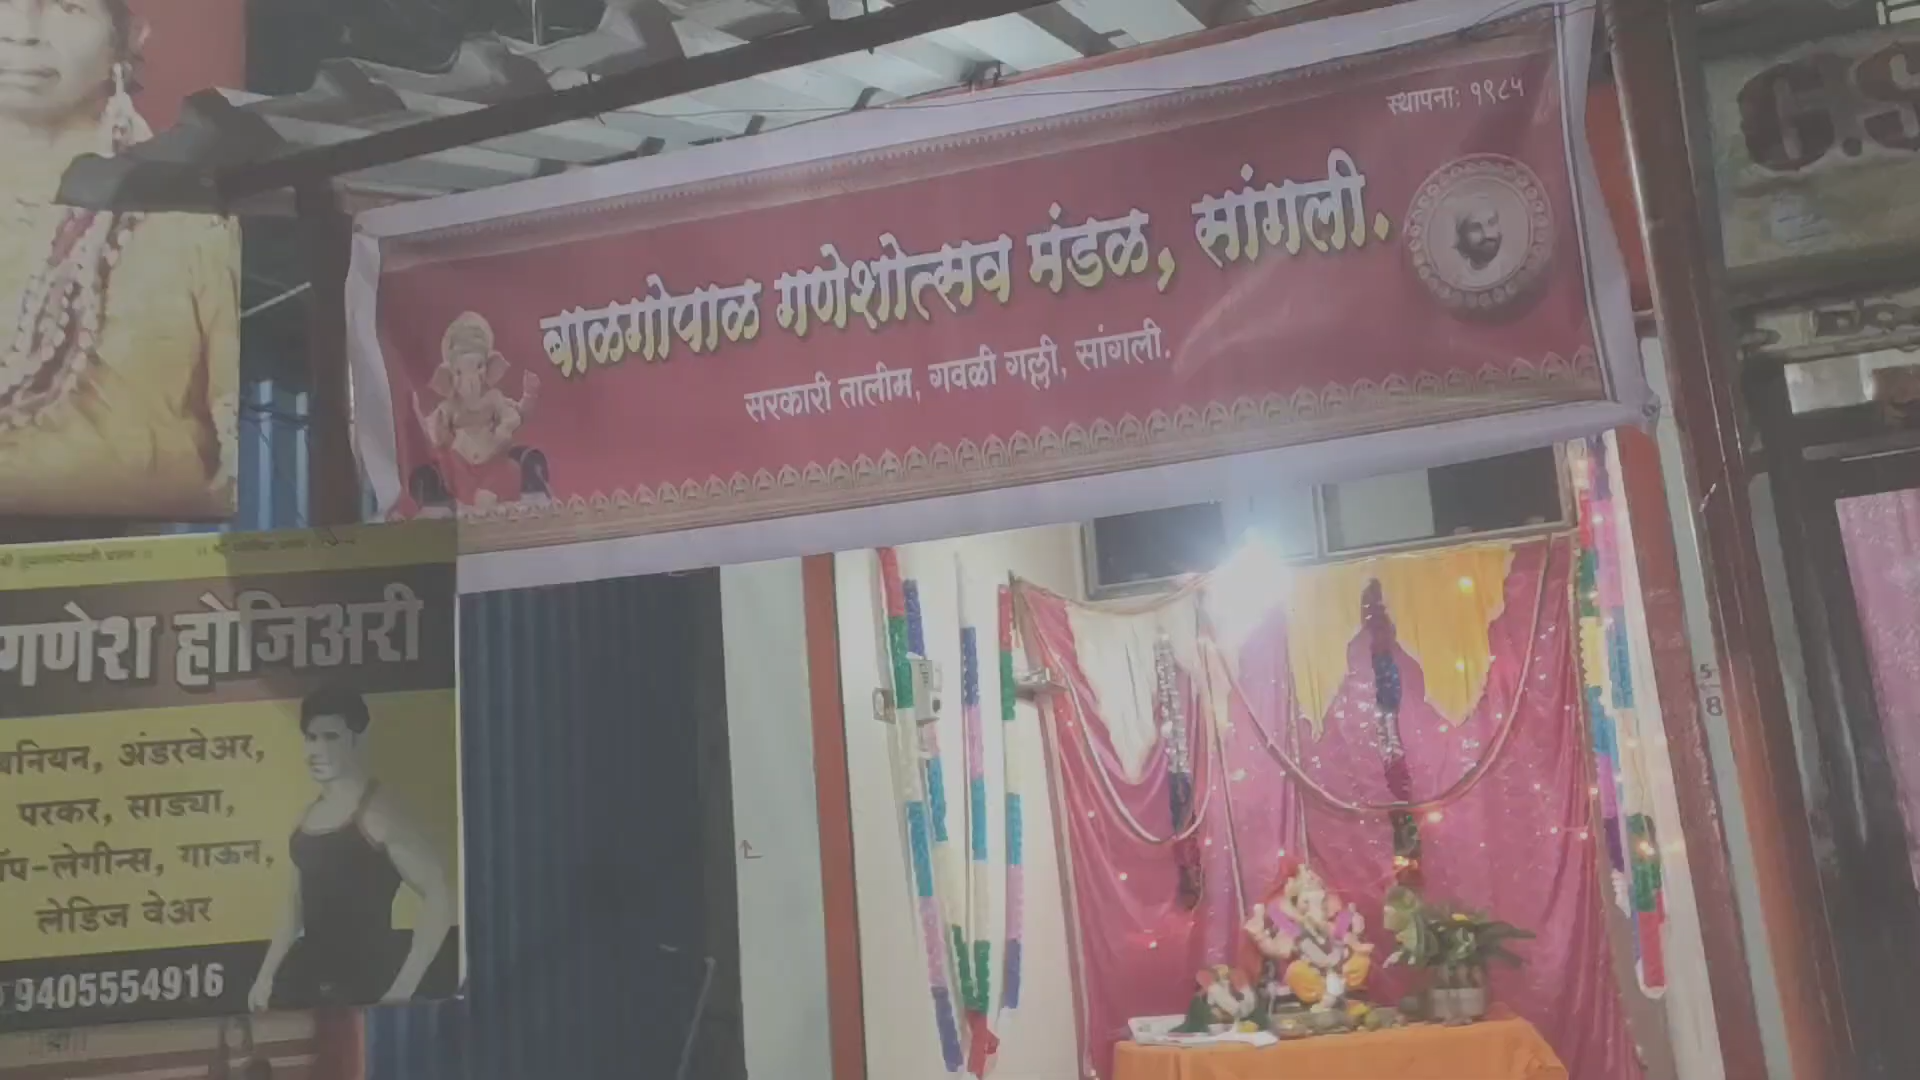 स्थापना: १९८५
बाळगोपाळ गणेशोत्सव मंडळ, सांगली.
सरकारी तालीम, गवळी गल्ली, सांगली.
गणेश होजिअरी
बनियन, अंडरवेअर,
परकर, साड्या,
टॉप-लेगीन्स, गाऊन,
लेडिज वेअर
9405554916
G.S